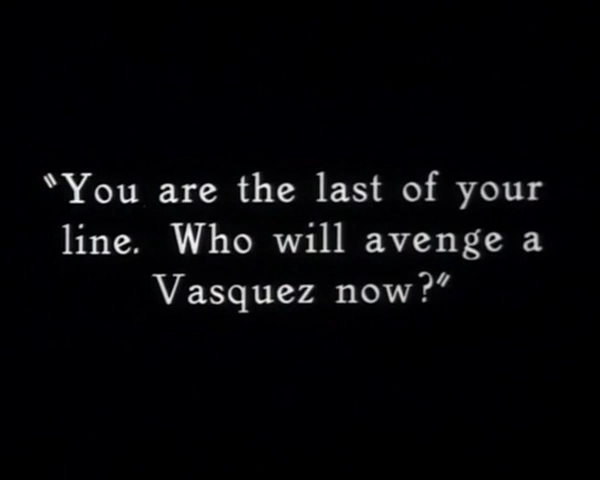 "You are the last of your
line. Who will avenge a
Vasquez now?"